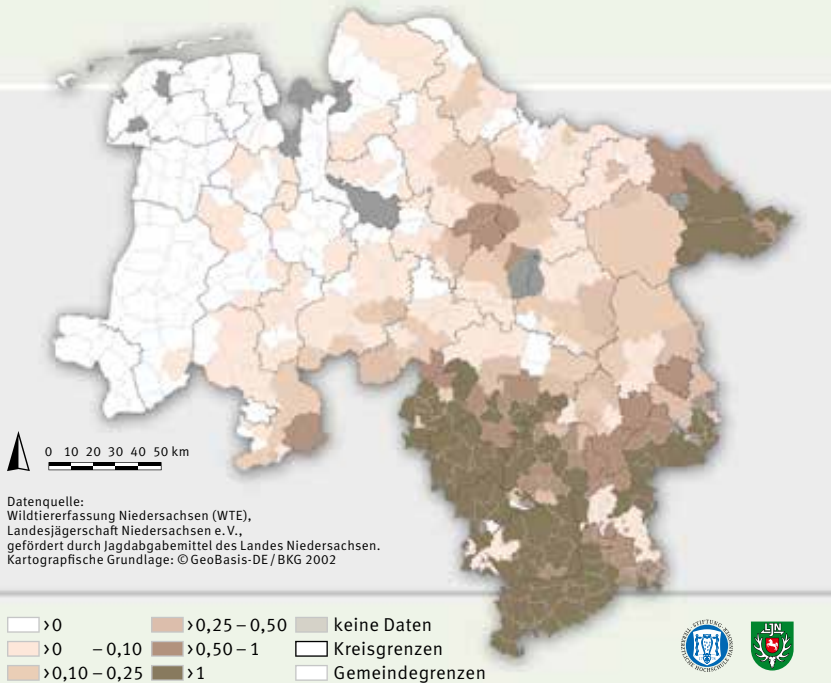 0 10 20 30 40 50 km
Datenquelle:
Wildtiererfassung Niedersachsen (WTE),
Landesjägerschaft Niedersachsen e. V.,
gefördert durch Jagdabgabemittel des Landes Niedersachsen.
Kartografische Grundlage: © GeoBasis-DE / BKG 2002
>0
>0 – 0,10
>0,10 – 0,25
>0,25 – 0,50
>0,50 – 1
>1
keine Daten
Kreisgrenzen
Gemeindegrenzen
STIFTUNG
LJN